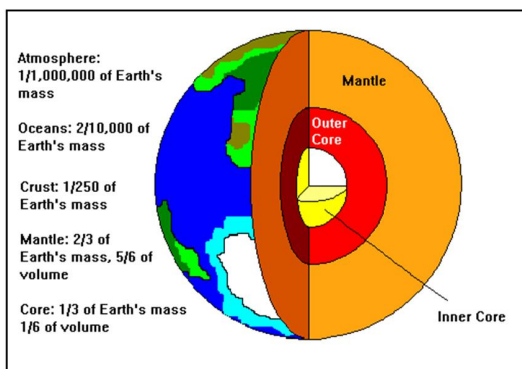 Atmosphere:
1/1,000,000 of Earth's
mass
Oceans: 2/10,000 of
Earth's mass
Crust: 1/250 of
Earth's mass
Mantle: 2/3 of
Earth's mass, 5/6 of
volume
Core: 1/3 of Earth's mass
1/6 of volume
Mantle
Outer
Core
Inner Core